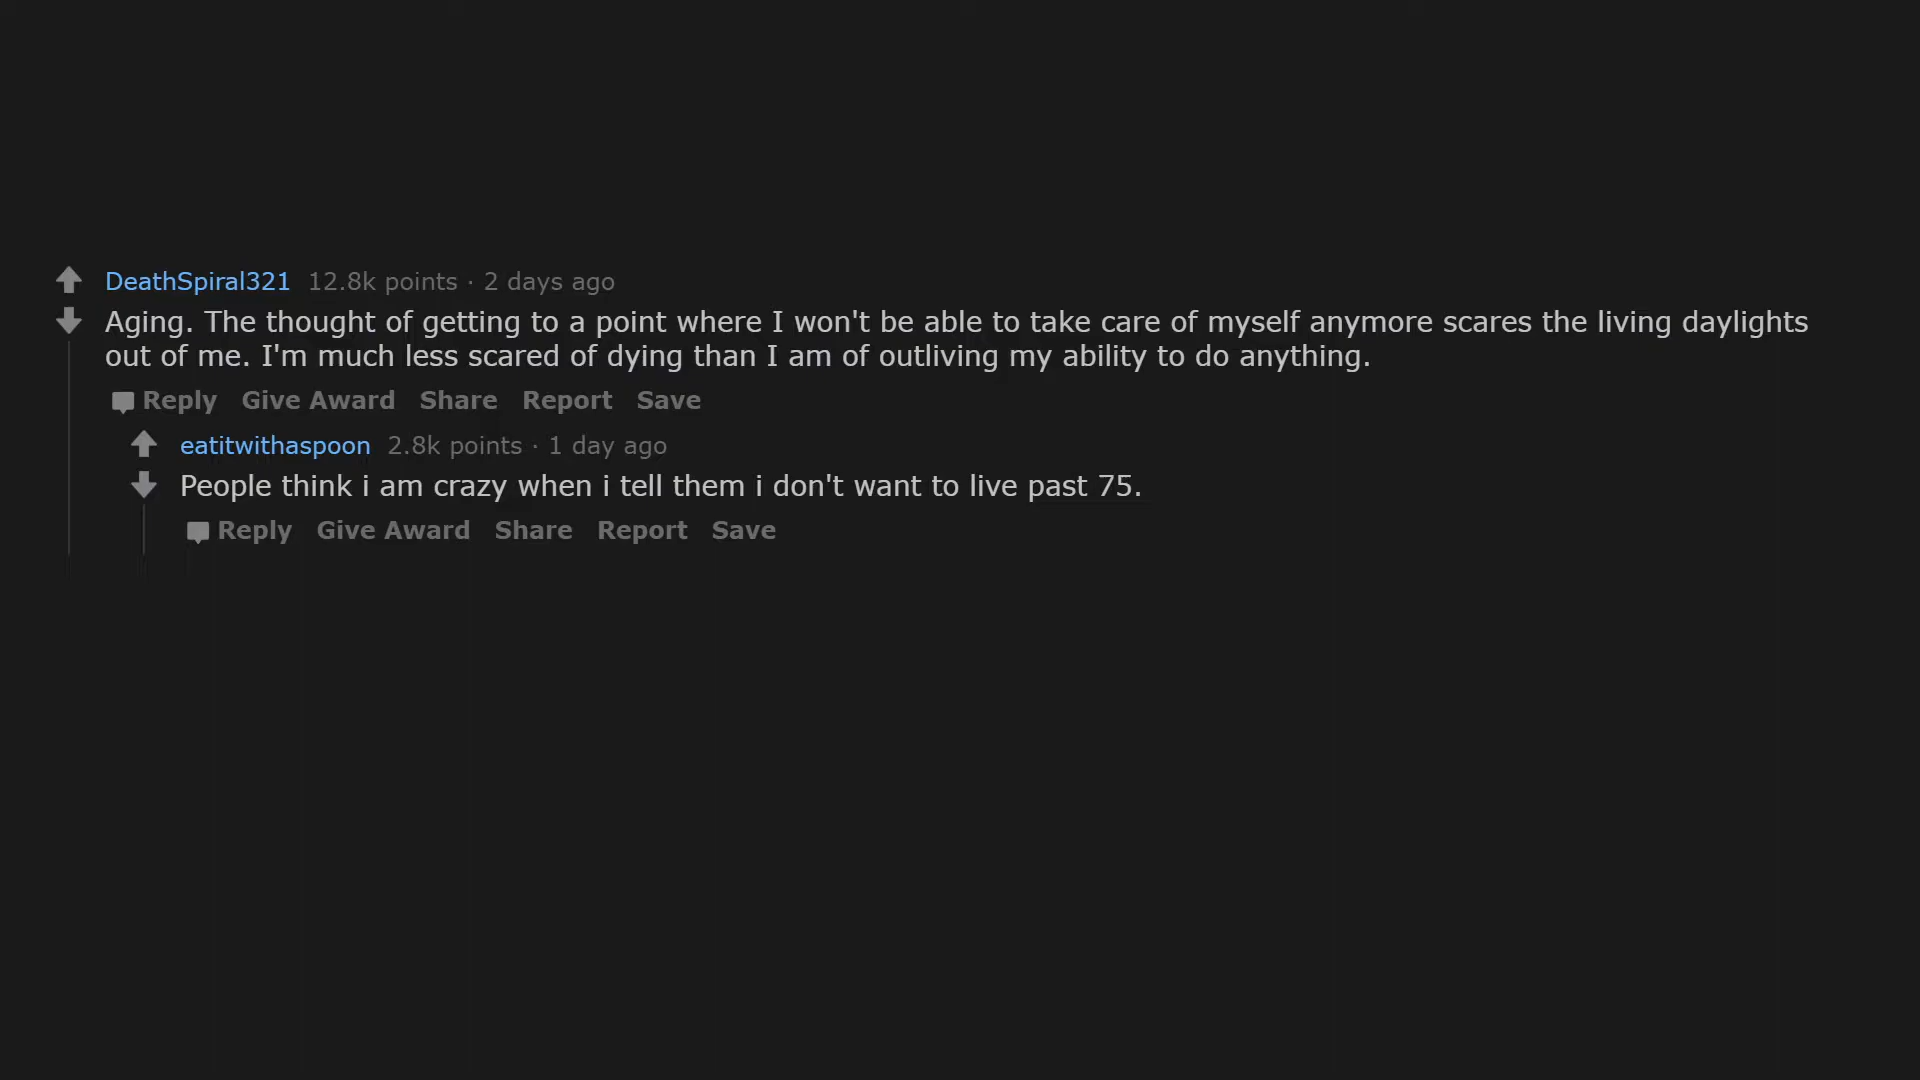 DeathSpiral321 12.8k points · 2 days ago
Aging. The thought of getting to a point where I won't be able to take care of myself anymore scares the living daylights
out of me. I'm much less scared of dying than I am of outliving my ability to do anything.
Reply Give Award Share Report Save
eatitwithaspoon 2.8k points · 1 day ago
People think i am crazy when i tell them i don't want to live past 75.
Reply Give Award Share Report Save